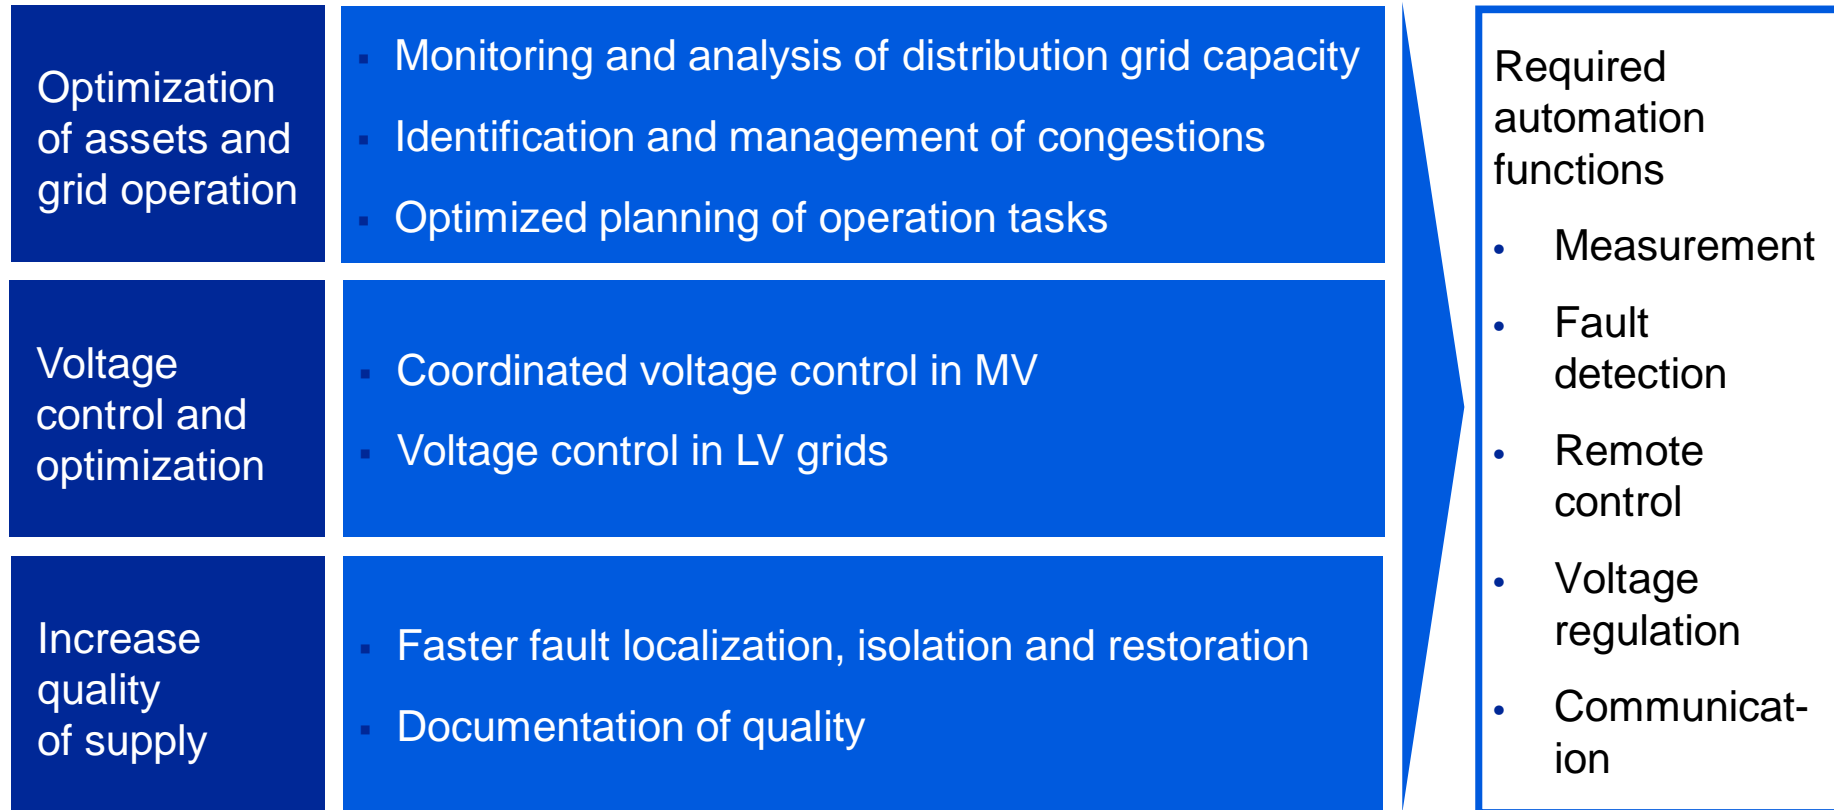 Optimization
of assets and
grid operation
Monitoring and analysis of distribution grid capacity
Identification and management of congestions
Optimized planning of operation tasks
Voltage
control and
optimization
Coordinated voltage control in MV
Voltage control in LV grids
Increase
quality
of supply
Faster fault localization, isolation and restoration
Documentation of quality
Required
automation
functions
Measurement
Fault
detection
Remote
control
Voltage
regulation
Communicat-
ion